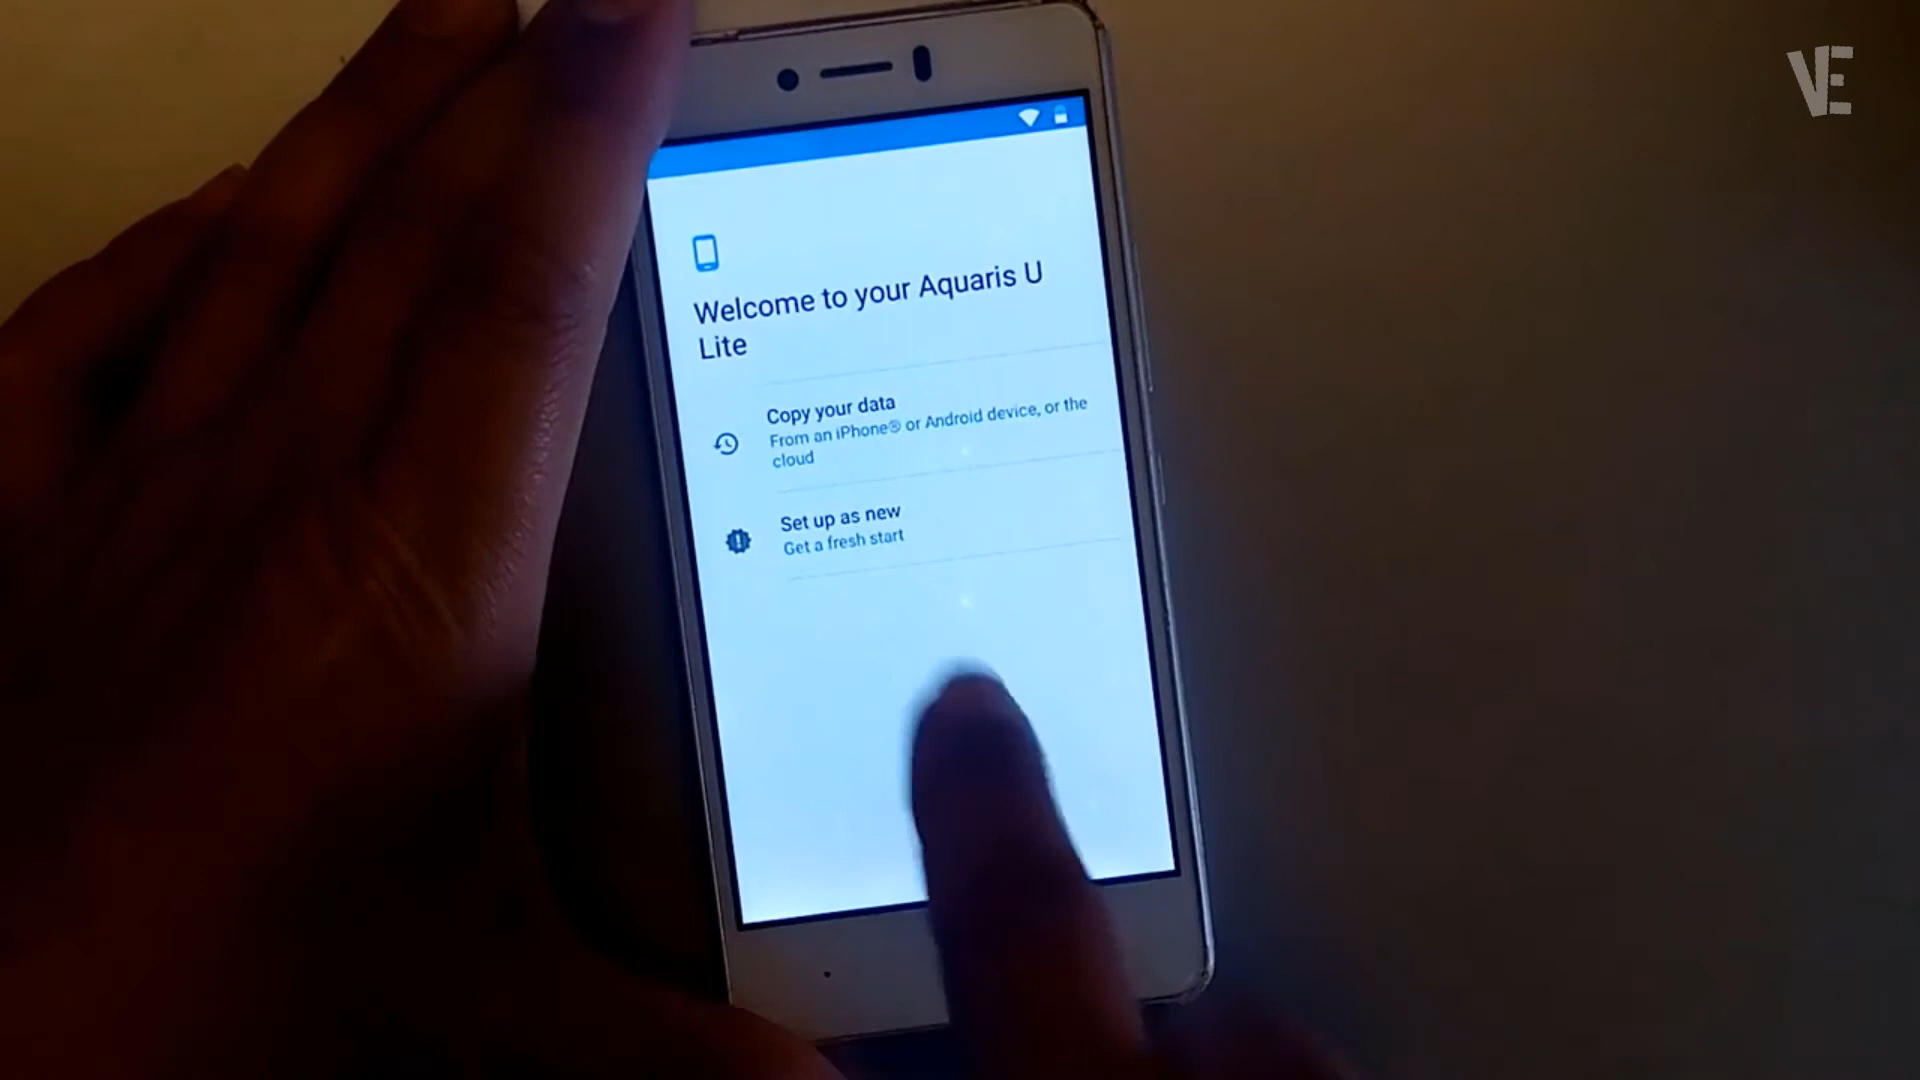 VE
Welcome to your Aquaris U
Lite
Copy your data
From an iPhone® or Android device, or the
cloud
Set up as new
Get a fresh start